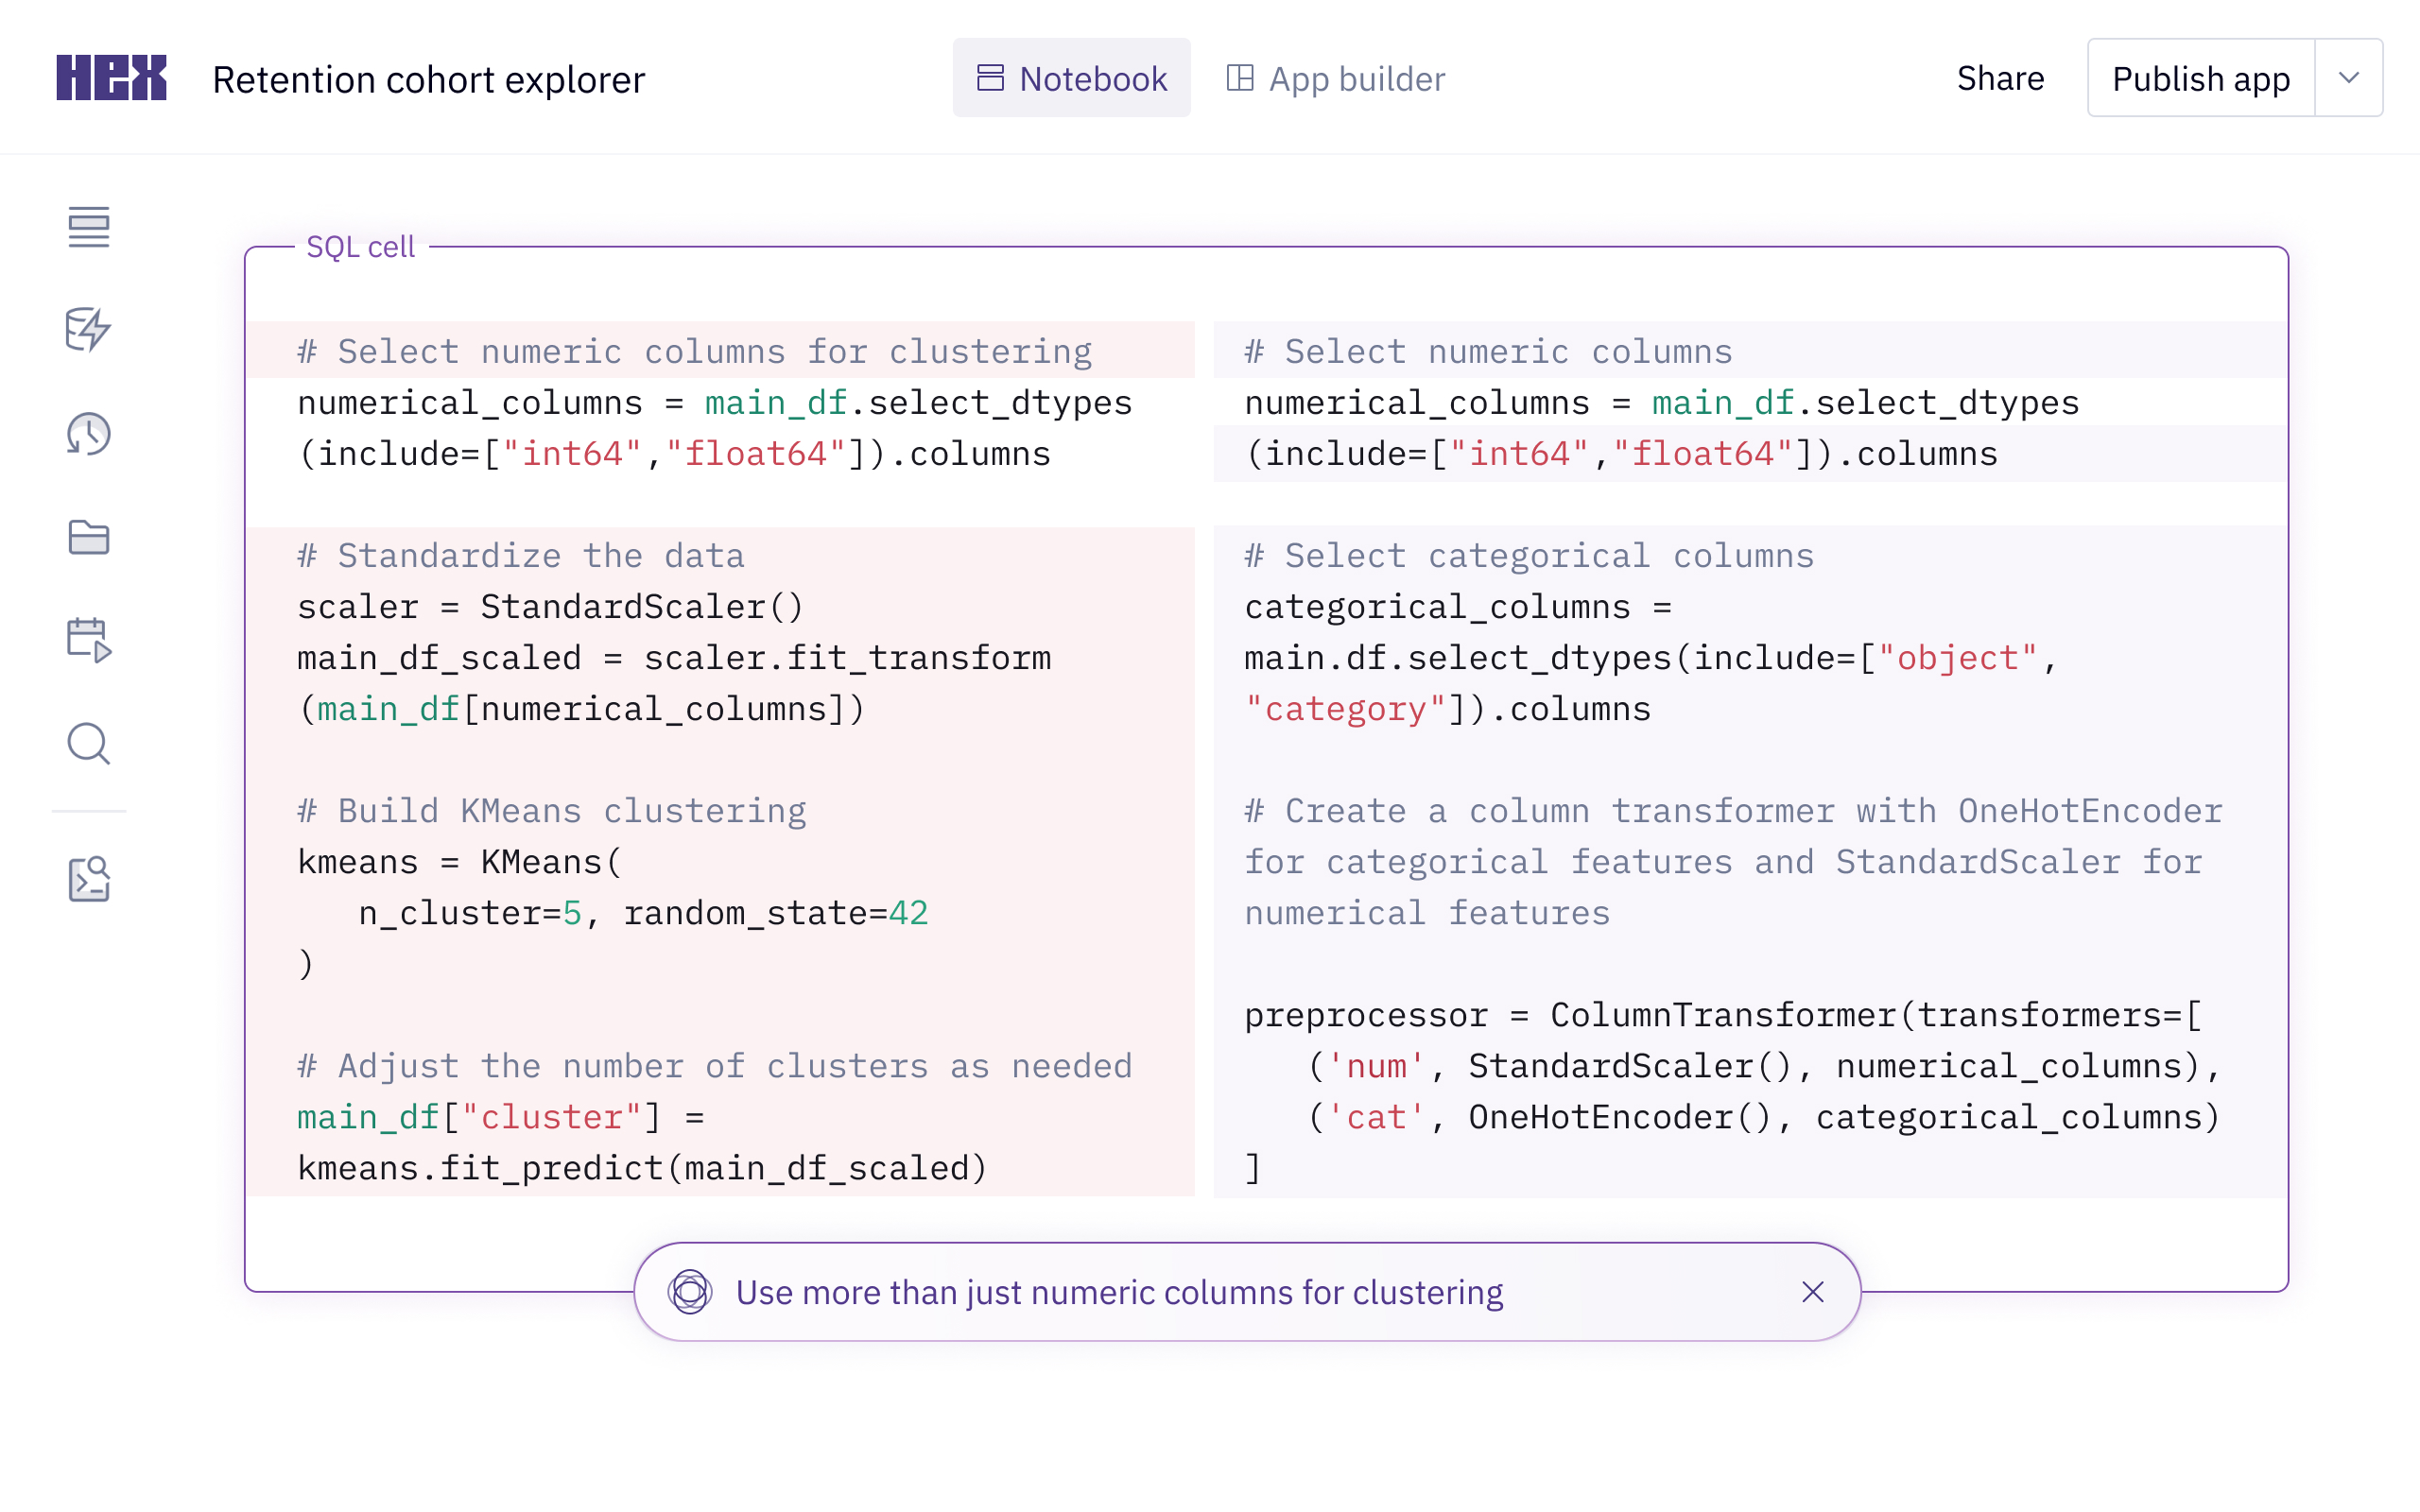 HEX
Retention cohort explorer
Notebook
App builder
Share
Publish app
SQL cell
# Select numeric columns for clustering
numerical_columns = main_df.select_dtypes
(include=["int64","float64"]).columns
# Standardize the data
scaler = StandardScaler()
main_df_scaled = scaler.fit_transform
(main_df[numerical_columns])
# Build KMeans clustering
kmeans = KMeans(
   n_cluster=5, random_state=42
)
# Adjust the number of clusters as needed
main_df["cluster"] =
kmeans.fit_predict(main_df_scaled)
# Select numeric columns
numerical_columns = main_df.select_dtypes
(include=["int64","float64"]).columns
# Select categorical columns
categorical_columns =
main.df.select_dtypes(include=["object",
"category"]).columns
# Create a column transformer with OneHotEncoder
for categorical features and StandardScaler for
numerical features
preprocessor = ColumnTransformer(transformers=[
   ('num', StandardScaler(), numerical_columns),
   ('cat', OneHotEncoder(), categorical_columns)
]
Use more than just numeric columns for clustering